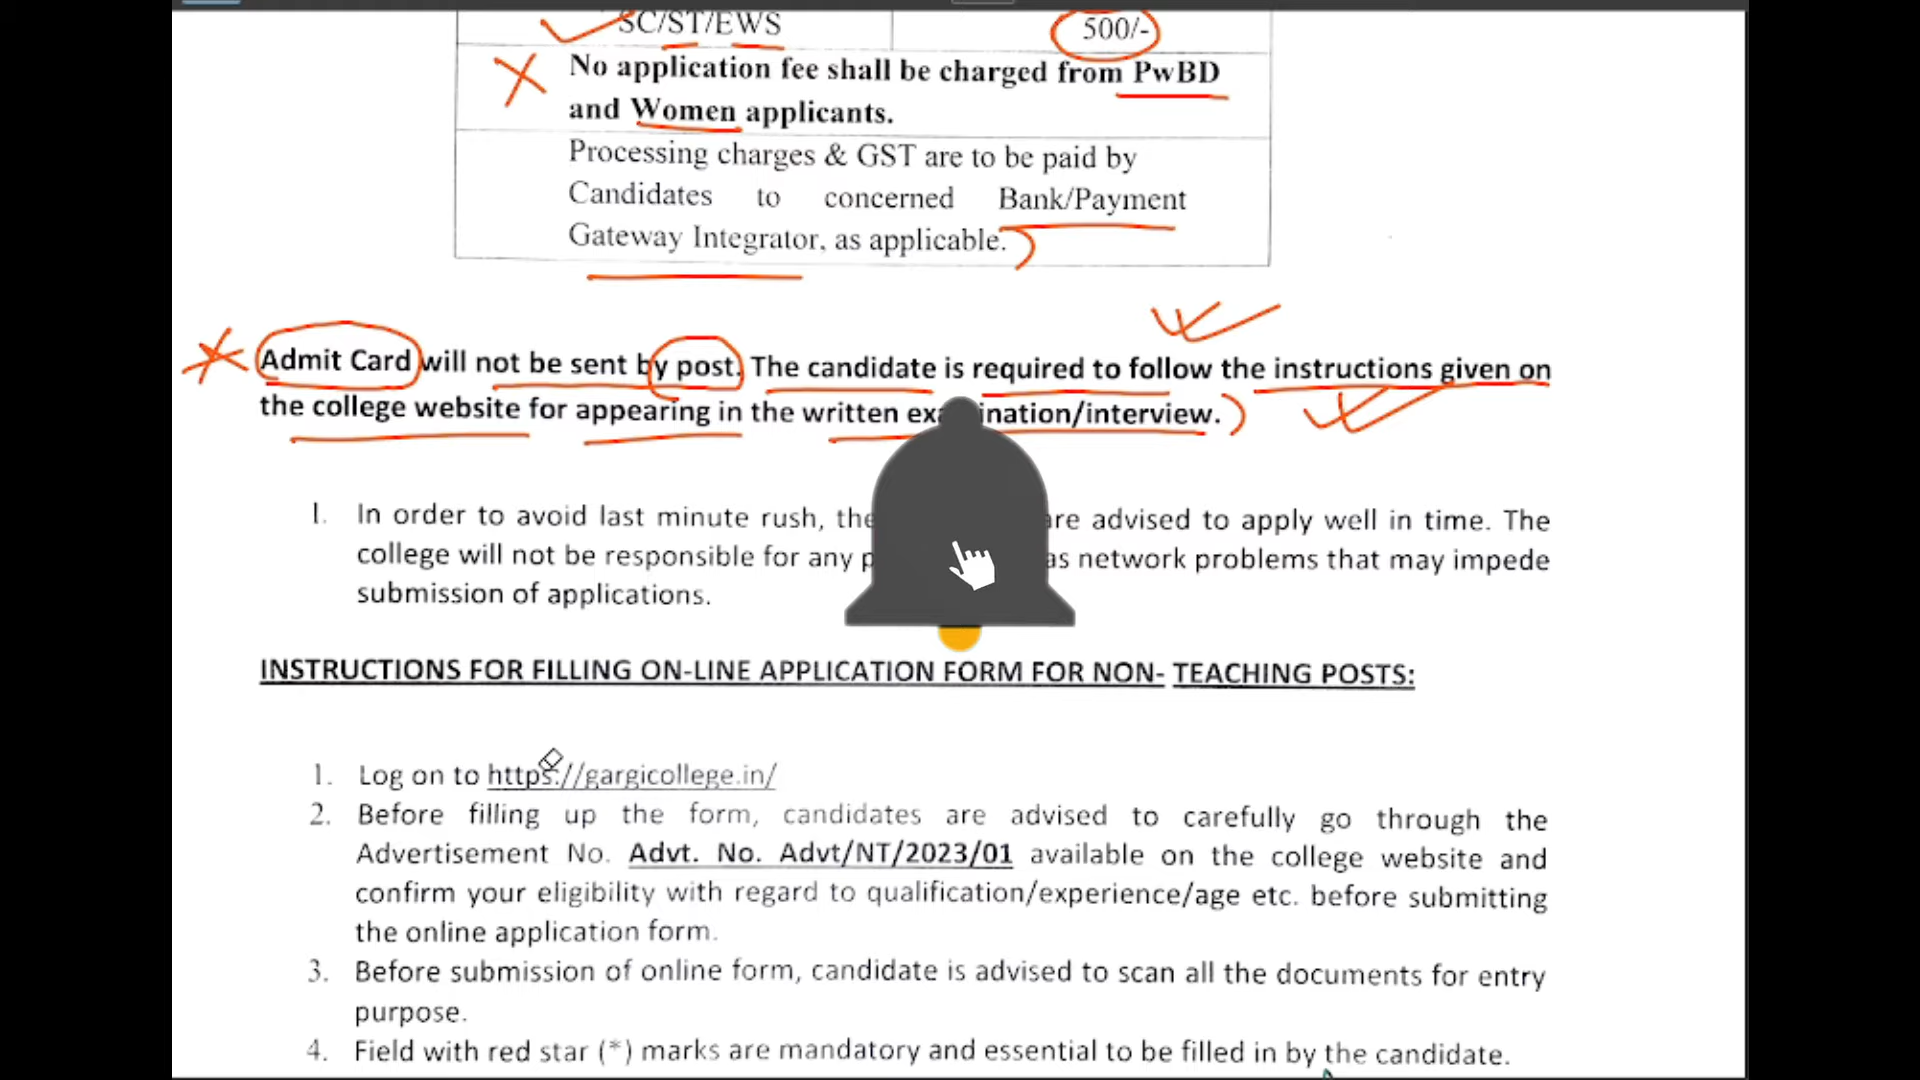 SC/ST/EWS 500/-
No application fee shall be charged from PwBD
and Women applicants.
Processing charges & GST are to be paid by
Candidates to concerned Bank/Payment
Gateway Integrator, as applicable.
Admit Card will not be sent by post. The candidate is required to follow the instructions given on
the college website for appearing in the written ex ination/interview.
I. In order to avoid last minute rush, the are advised to apply well in time. The
college will not be responsible for any as network problems that may impede
submission of applications.
INSTRUCTIONS FOR FILLING ON-LINE APPLICATION FORM FOR NON- TEACHING POSTS:
1. Log on to https://gargicollege.in/
2. Before filling up the form, candidates are advised to carefully go through the
Advertisement No. Advt. No. Advt/NT/2023/01 available on the college website and
confirm your eligibility with regard to qualification/experience/age etc. before submitting
the online application form.
3. Before submission of online form, candidate is advised to scan all the documents for entry
purpose.
4. Field with red star (*) marks are mandatory and essential to be filled in by the candidate.